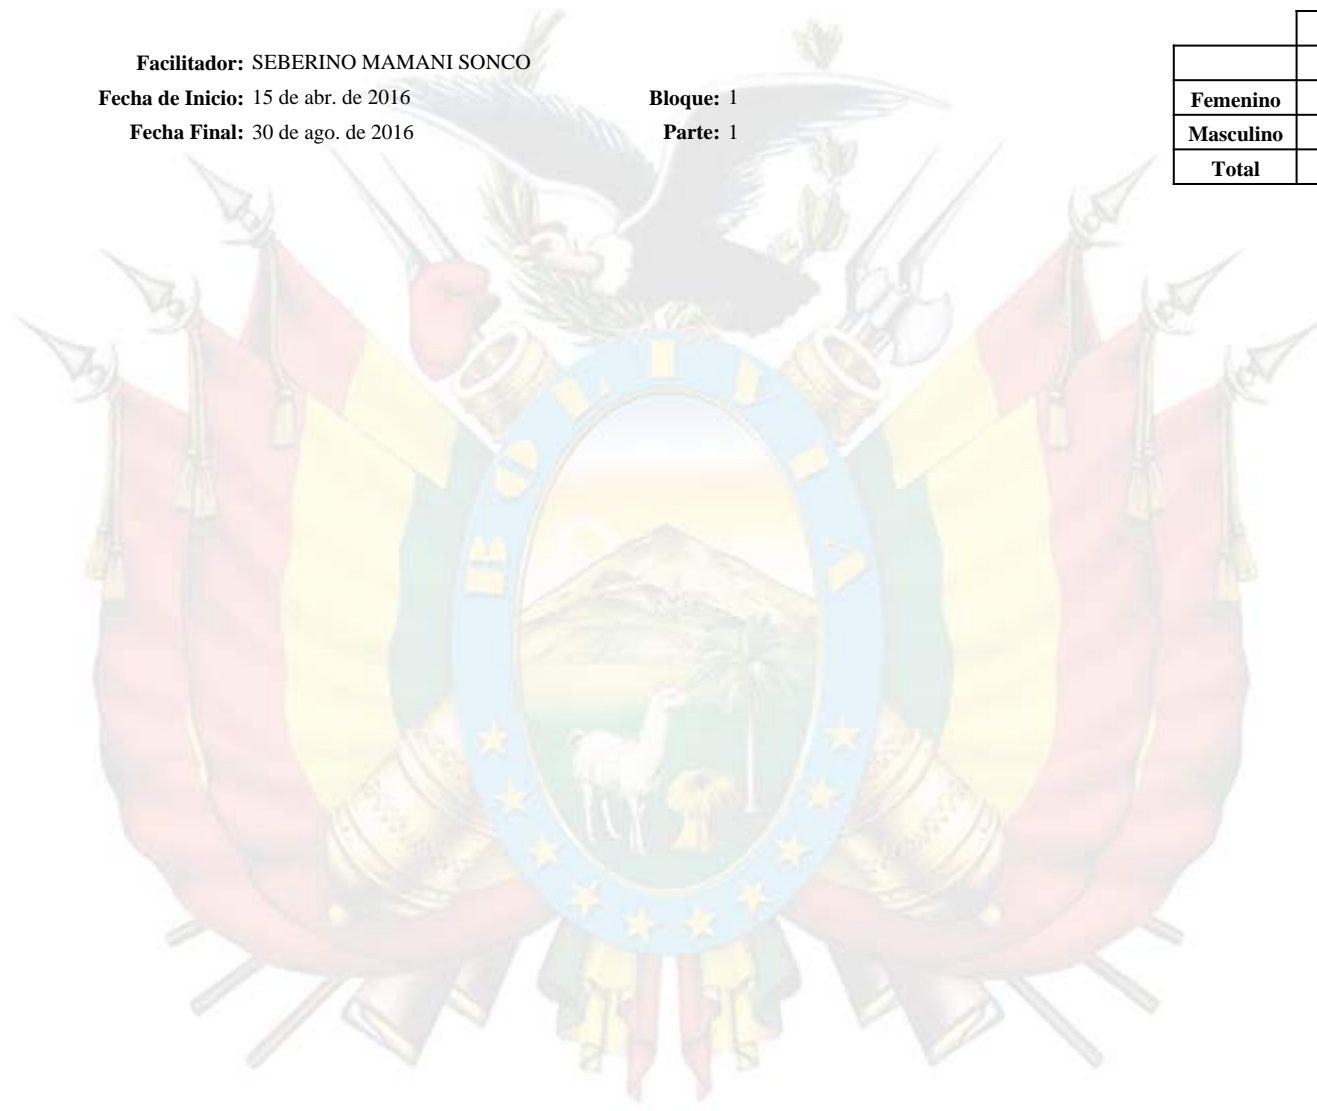 Facilitador: SEBERINO MAMANI SONCO
Fecha de Inicio: 15 de abr. de 2016 Bloque: 1
Fecha Final: 30 de ago. de 2016 Parte: 1
Femenino
Masculino
Total
BOLIVIA